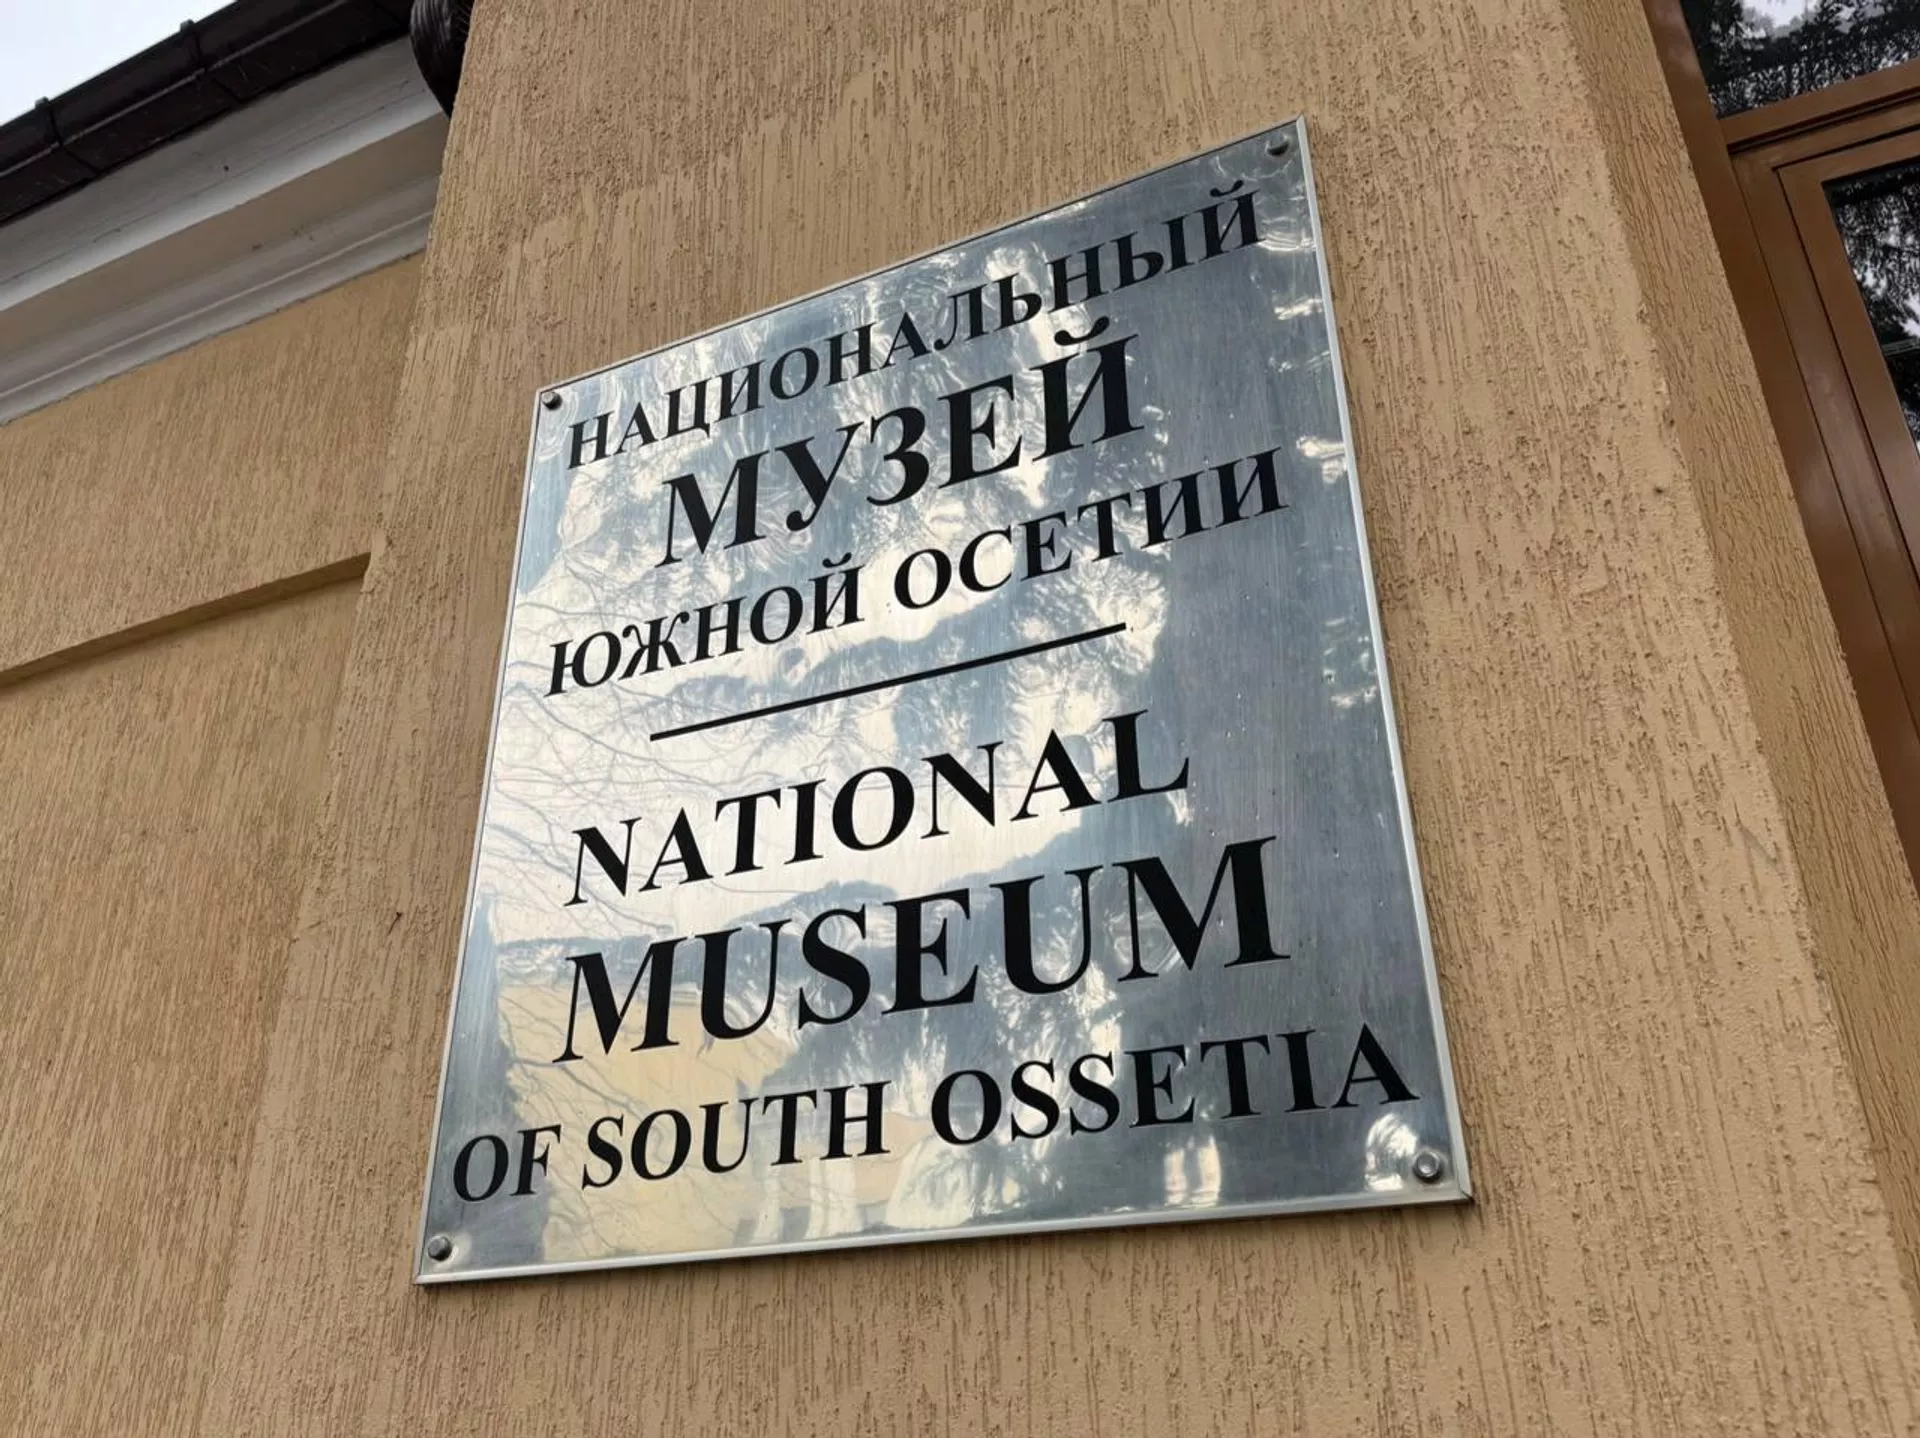 НАЦИОНАЛЬНЫЙ
МУЗЕЙ
ЮЖНОЙ ОСЕТИИ
NATIONAL
MUSEUM
OF SOUTH OSSETIA